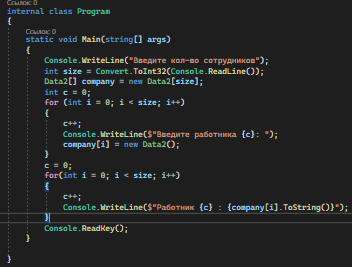 Ссылок: 0
internal class Program
{
Ссылок: 0
static void Main(string[] args)
{
Console.WriteLine("Введите кол-во сотрудников");
int size = Convert.ToInt32(Console.ReadLine());
Data2[] company = new Data2[size];
int c = 0;
for (int i = 0; i < size; i++)
{
c++;
Console.WriteLine($"Введите работника {c}: ");
company[i] = new Data2();
}
c = 0;
for(int i = 0; i < size; i++)
{
c++;
Console.WriteLine($"Работник {c} : {company[i].ToString()}");
}
Console.ReadKey();
}
}